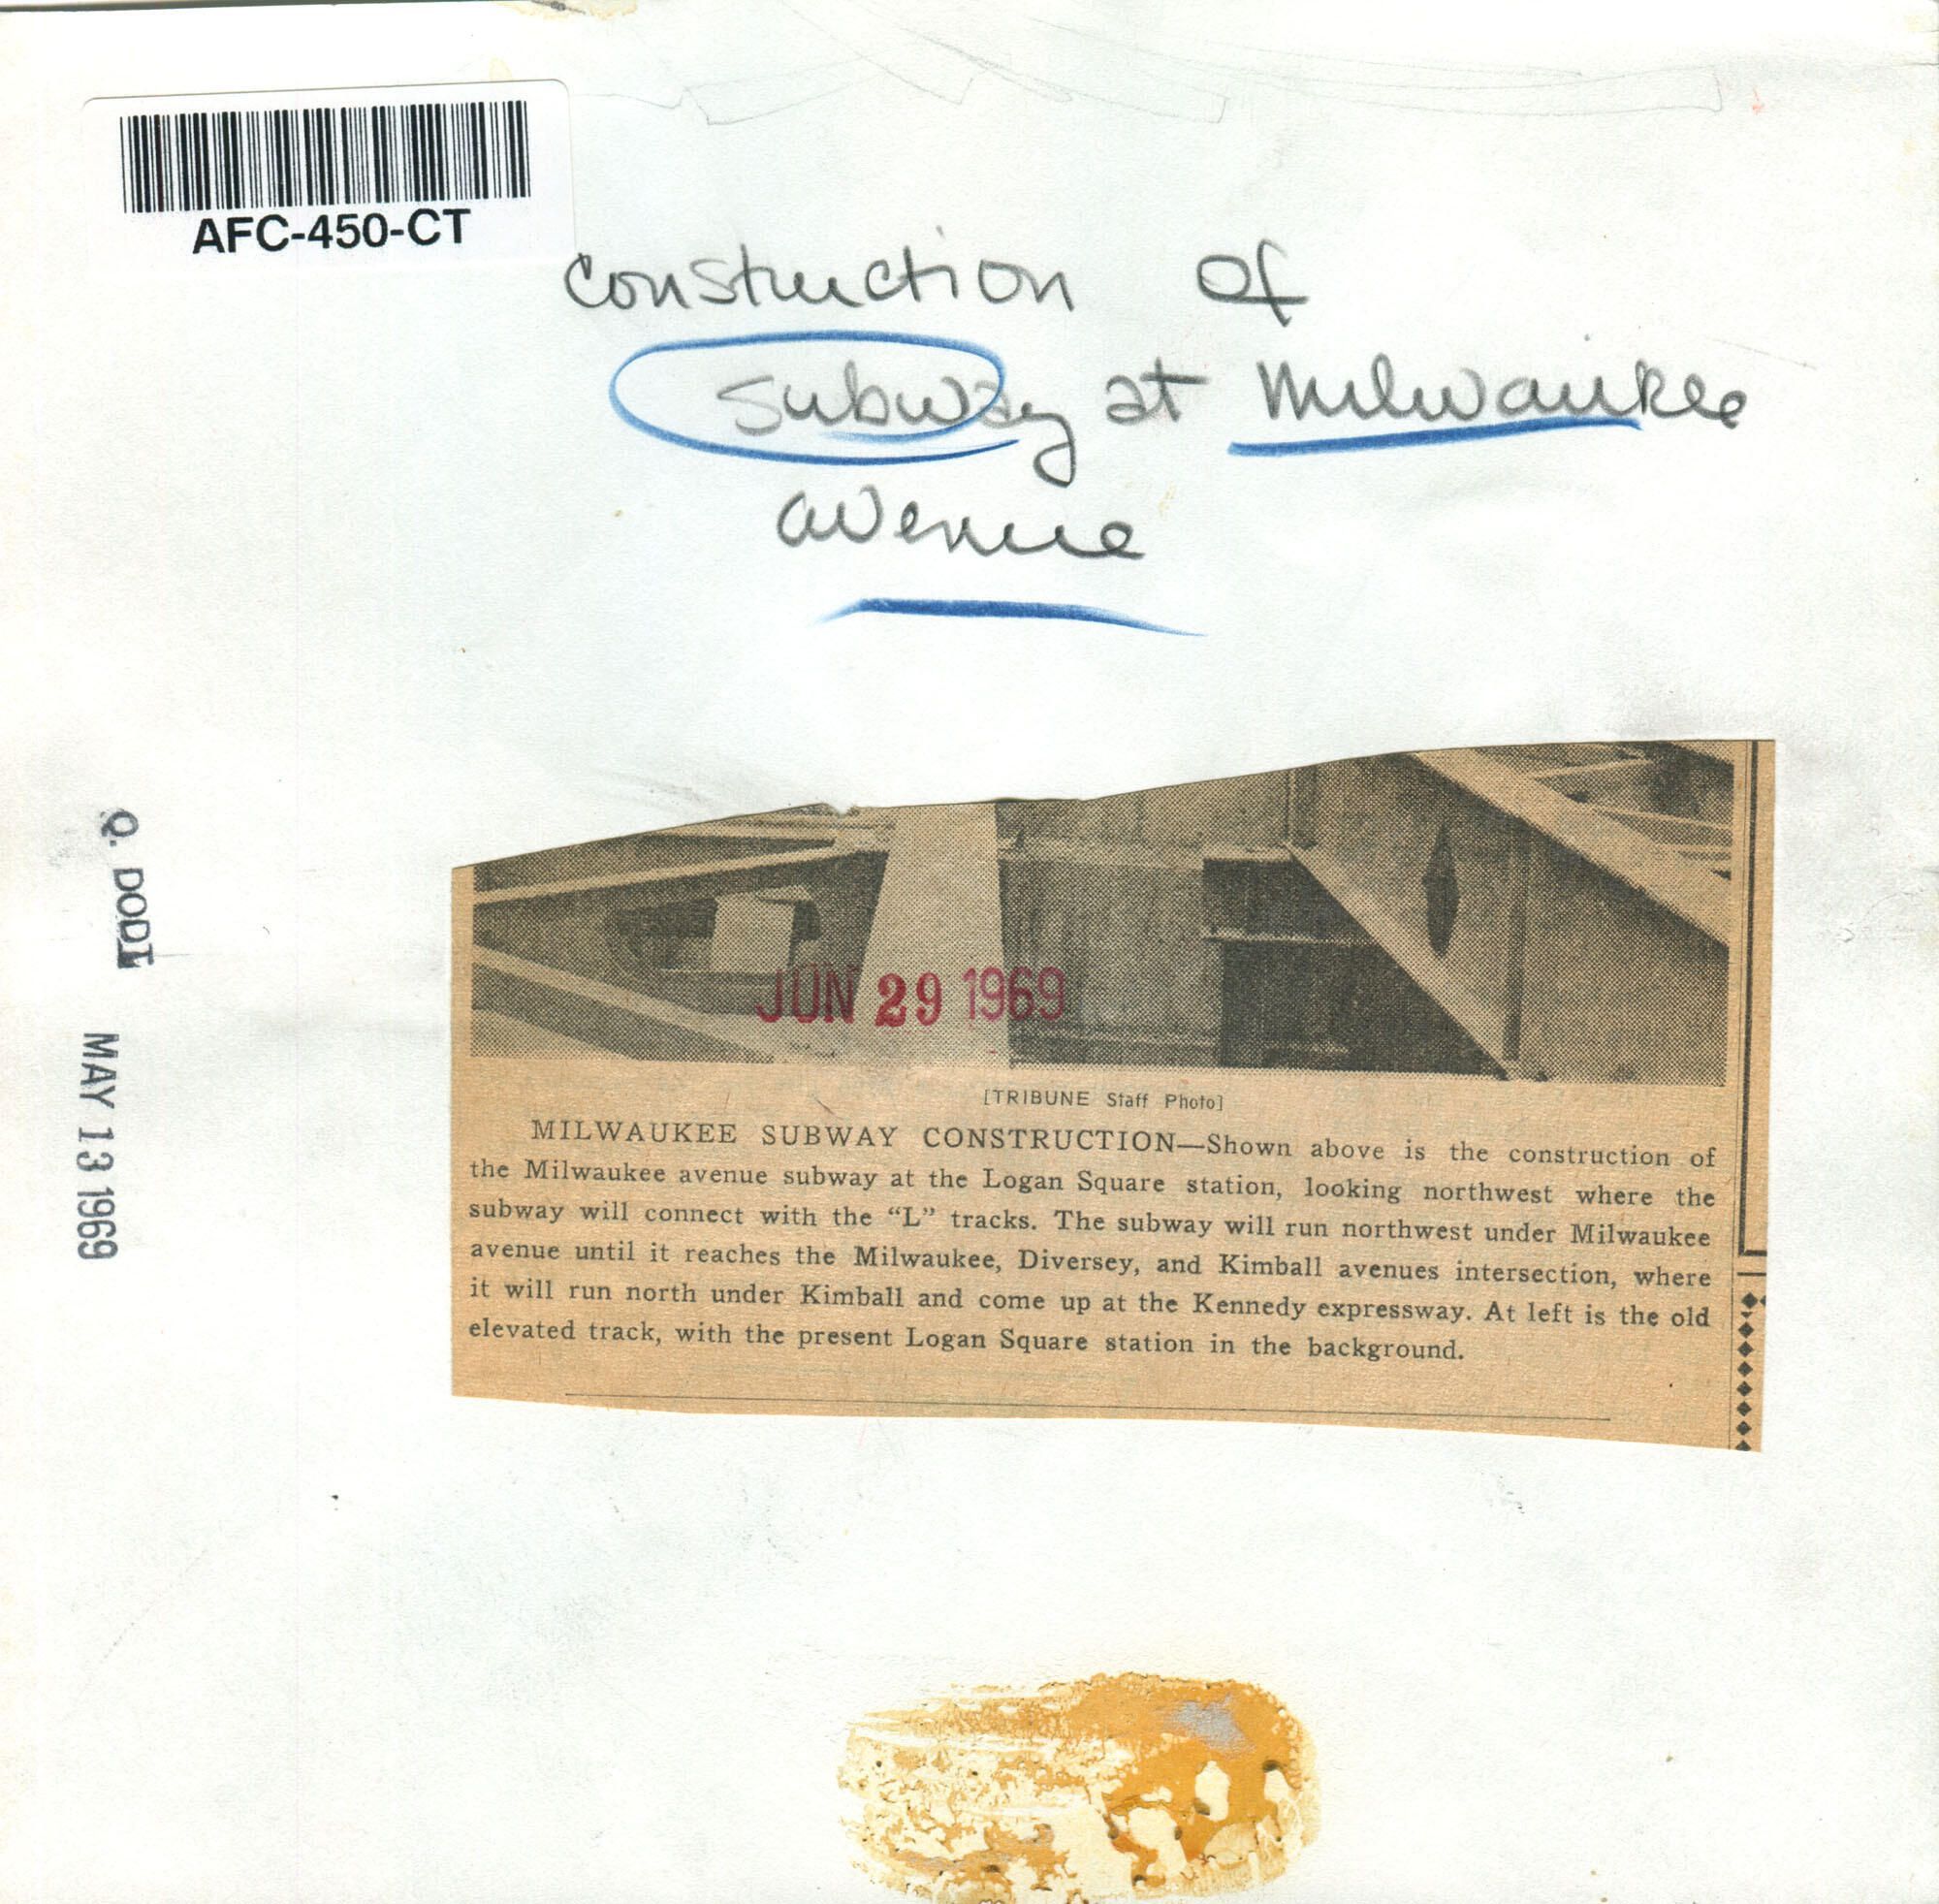 AFC-450-CT
Construction of
Subway at Milwaukee
avenue
Q. DODI
MAY 13 1969
JUN 29 1969
[TRIBUNE Staff Photo]
MILWAUKEE SUBWAY CONSTRUCTION—Shown above is the construction of
the Milwaukee avenue subway at the Logan Square station, looking northwest where the
subway will connect with the “L” tracks. The subway will run northwest under Milwaukee
avenue until it reaches the Milwaukee, Diversey, and Kimball avenues intersection, where
it will run north under Kimball and come up at the Kennedy expressway. At left is the old
elevated track, with the present Logan Square station in the background.